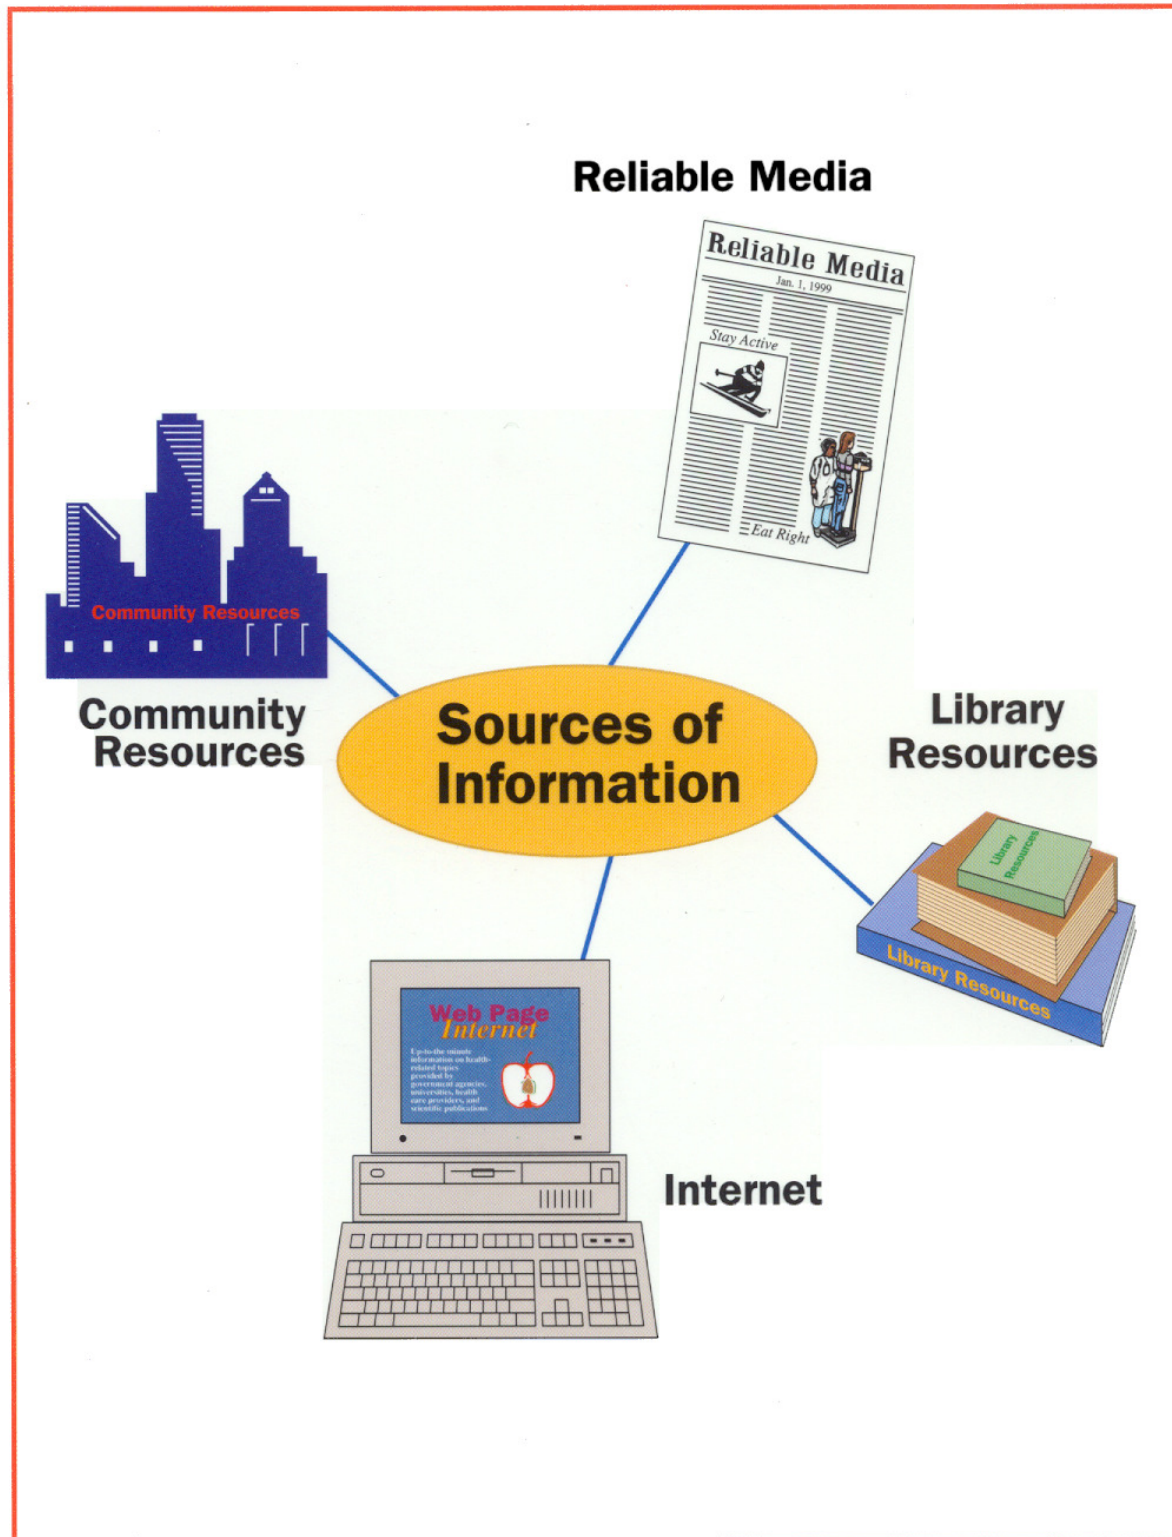 Reliable Media
Reliable Media
Jan. 1, 1999
Stay Active
Eat Right
Community Resources
Community
Resources
Sources of
Information
Library
Resources
Library
Resources
Library Resources
Web Page
Internet
Up-to-the minute
information on health-
related topics
provided by
government agencies,
universities, health
care providers, and
scientific publications
Internet